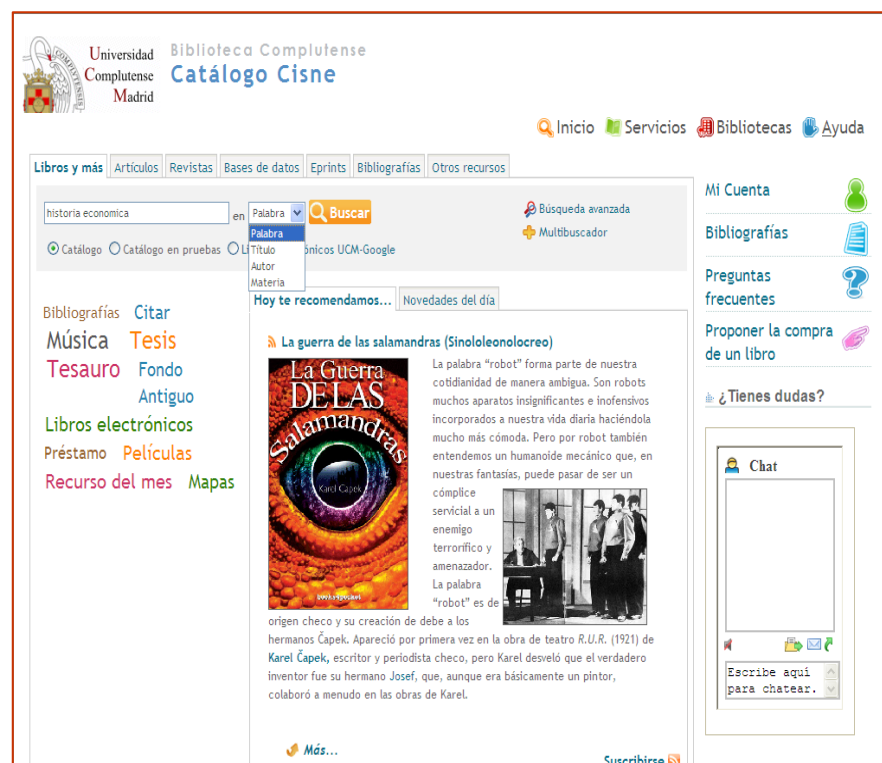 Universidad
Complutense
Madrid
Biblioteca Complutense
Catálogo Cisne
Inicio Servicios Bibliotecas Ayuda
Libros y más Artículos Revistas Bases de datos Eprints Bibliografías Otros recursos
historia economica en Palabra Buscar
Palabra
Título
Autor
Materia
Búsqueda avanzada
Multibuscador
Catálogo Catálogo en pruebas Li ónicos UCM-Google
Mi Cuenta
Bibliografías
Preguntas
frecuentes
Proponer la compra
de un libro
¿Tienes dudas?
Chat
Escribe aquí
para chatear.
Bibliografías Citar
Música Tesis
Tesauro Fondo
Antiguo
Libros electrónicos
Préstamo Películas
Recurso del mes Mapas
Hoy te recomendamos... Novedades del día
La guerra de las salamandras (Sinololeonolocreo)
La Guerra
DE LAS
Salamandras
Karel Capek
La palabra “robot” forma parte de nuestra
cotidianidad de manera ambigua. Son robots
muchos aparatos insignificantes e inofensivos
incorporados a nuestra vida diaria haciéndola
mucho más cómoda. Pero por robot también
entendemos un humanoide mecánico que, en
nuestras fantasías, puede pasar de ser un
cómplice
servicial a un
enemigo
terrorífico y
amenazador.
La palabra
“robot” es de
origen checo y su creación de debe a los
hermanos Čapek. Apareció por primera vez en la obra de teatro R.U.R. (1921) de
Karel Čapek, escritor y periodista checo, pero Karel desveló que el verdadero
inventor fue su hermano Josef, que, aunque era básicamente un pintor,
colaboró a menudo en las obras de Karel.
Más...
Suscribirse